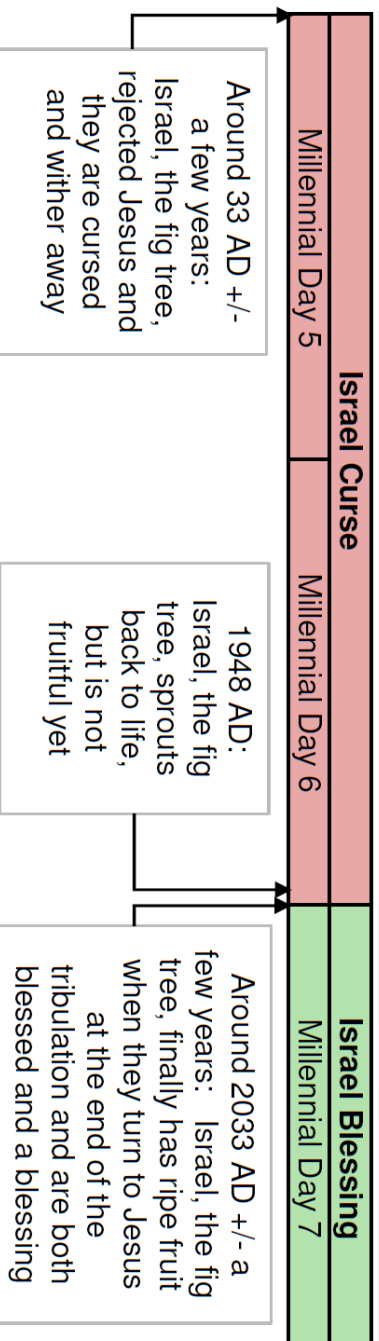 Israel Curse
Israel Blessing
Millennial Day 5
Millennial Day 6
Millennial Day 7
Around 33 AD +/-
a few years:
Israel, the fig tree,
rejected Jesus and
they are cursed
and wither away
1948 AD:
Israel, the fig
tree, sprouts
back to life,
but is not
fruitful yet
Around 2033 AD +/- a
few years:  Israel, the fig
tree, finally has ripe fruit
when they turn to Jesus
at the end of the
tribulation and are both
blessed and a blessing